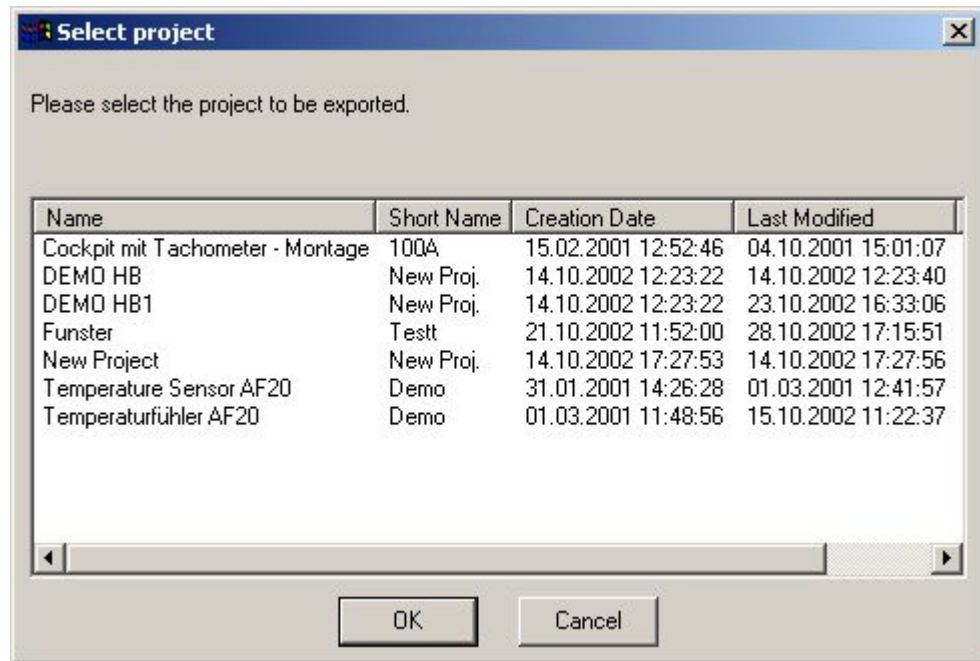 Select project
Please select the project to be exported.
Name Short Name Creation Date Last Modified
Cockpit mit Tachometer - Montage 100A 15.02.2001 12:52:46 04.10.2001 15:01:07
DEMO HB New Proj. 14.10.2002 12:23:22 14.10.2002 12:23:40
DEMO HB1 New Proj. 14.10.2002 12:23:22 23.10.2002 16:33:06
Funster Testt 21.10.2002 11:52:00 28.10.2002 17:15:51
New Project New Proj. 14.10.2002 17:27:53 14.10.2002 17:27:56
Temperature Sensor AF20 Demo 31.01.2001 14:26:28 01.03.2001 12:41:57
Temperaturfühler AF20 Demo 01.03.2001 11:48:56 15.10.2002 11:22:37
OK Cancel